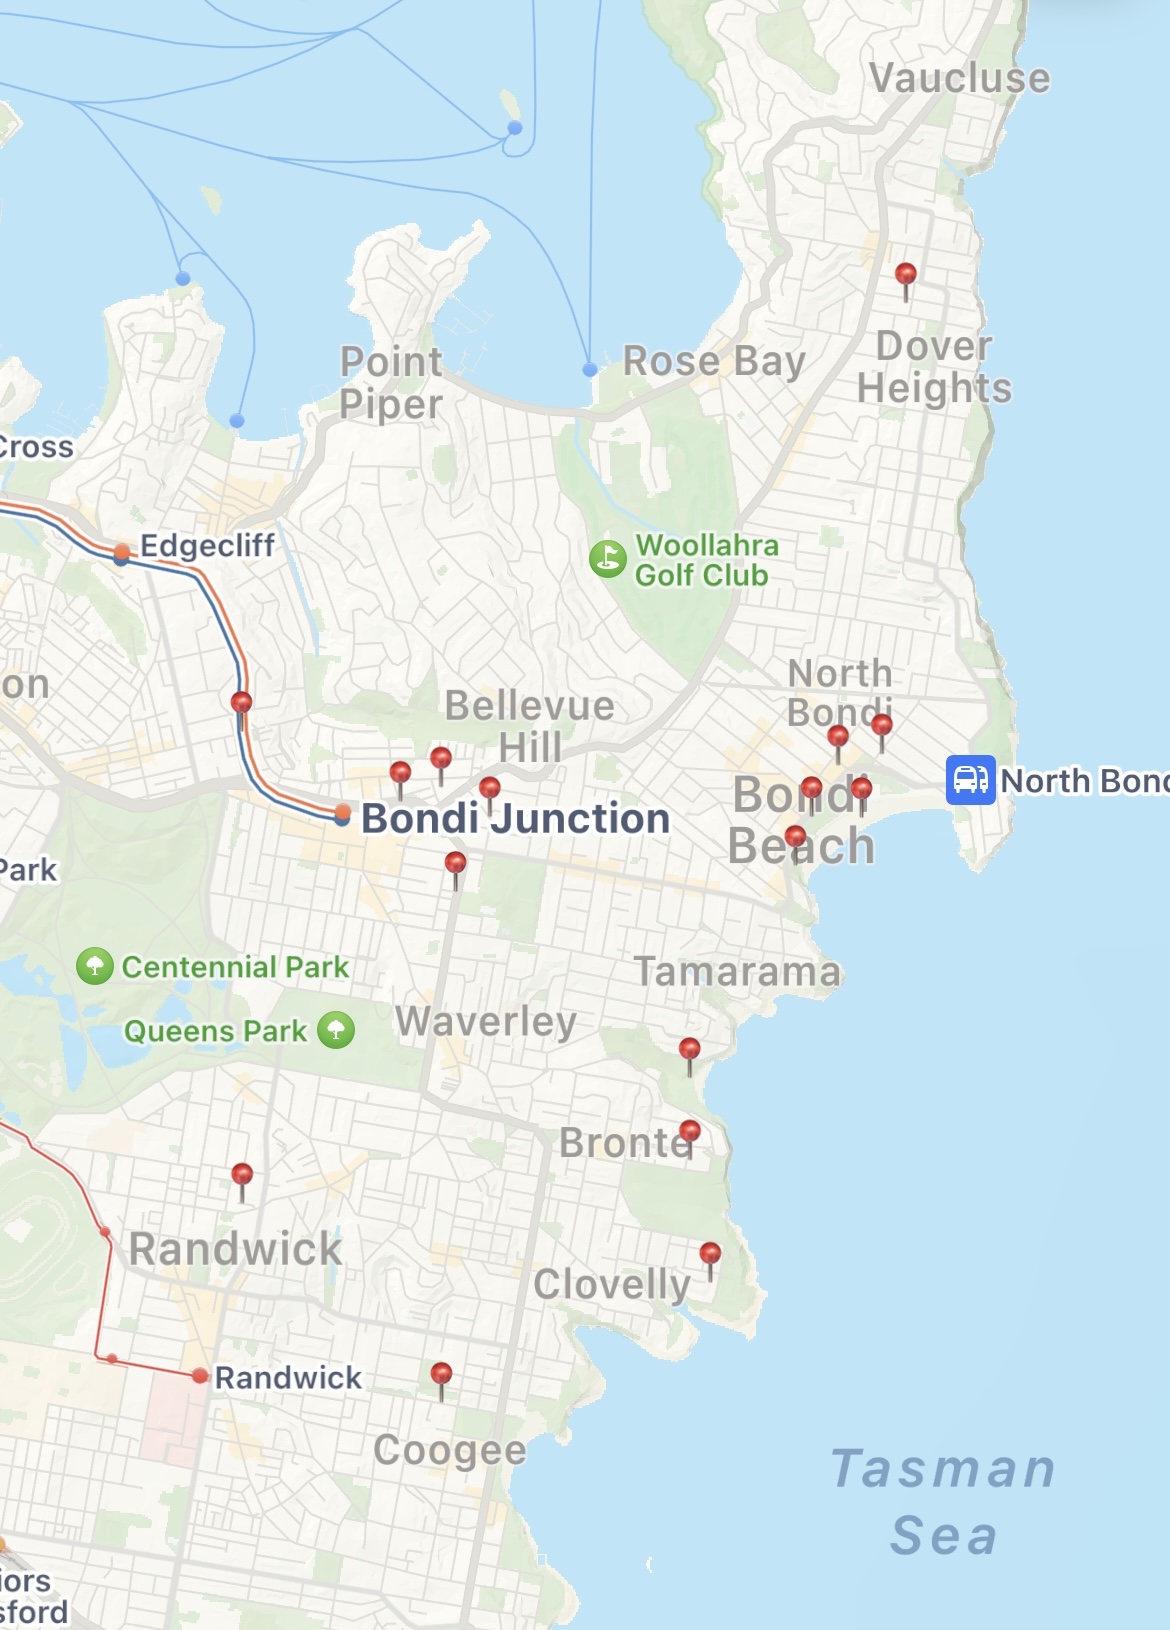 Vaucluse
Point
Piper
Rose Bay
Dover
Heights
Cross
Edgecliff
Woollahra
Golf Club
on
North
Bondi
Bellevue
Hill
Bondi
Beach
North Bond
Bondi Junction
Park
Centennial Park
Tamarama
Queens Park
Waverley
Bronte
Randwick
Clovelly
Randwick
Coogee
Tasman
Sea
iors
sford